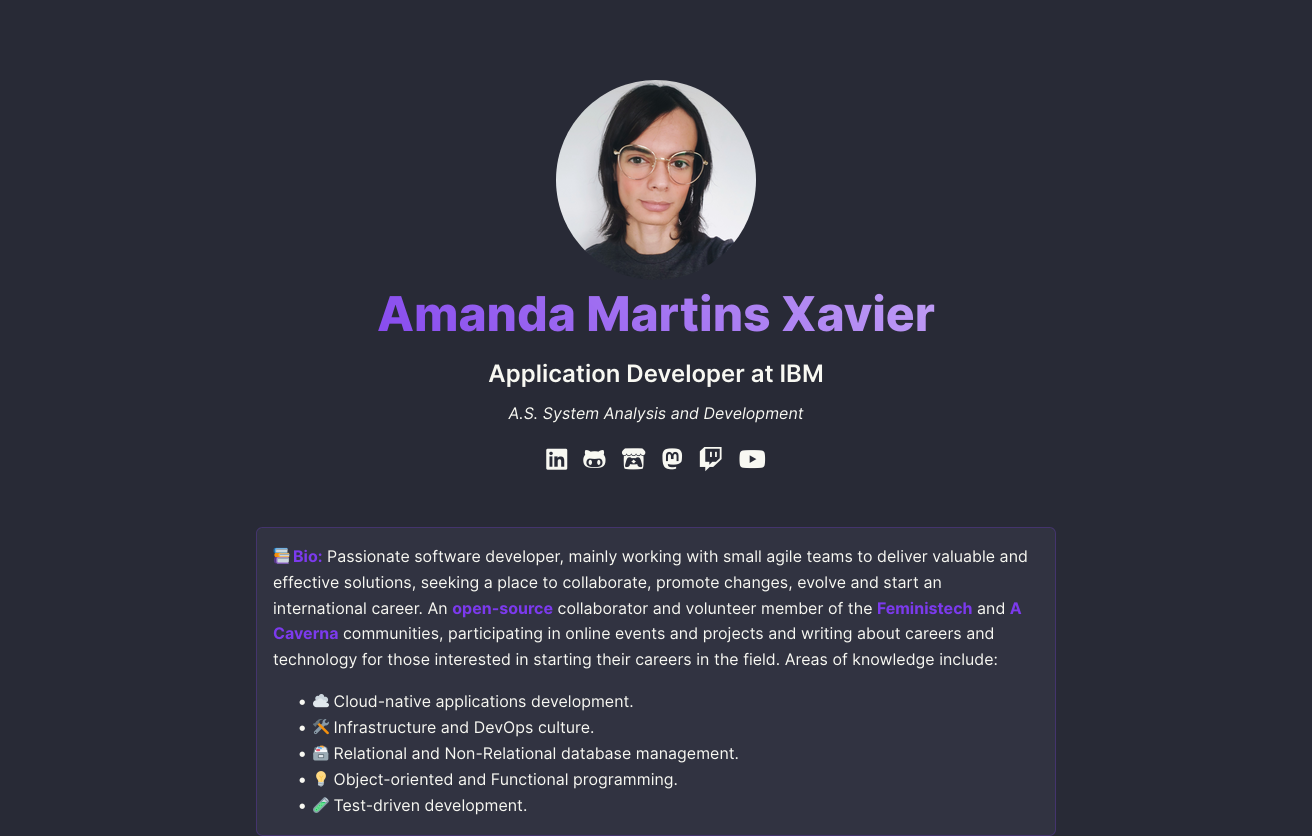 Amanda Martins Xavier
Application Developer at IBM
A.S. System Analysis and Development
Bio: Passionate software developer, mainly working with small agile teams to deliver valuable and
effective solutions, seeking a place to collaborate, promote changes, evolve and start an
international career. An open-source collaborator and volunteer member of the Feministech and A
Caverna communities, participating in online events and projects and writing about careers and
technology for those interested in starting their careers in the field. Areas of knowledge include:
• Cloud-native applications development.
• Infrastructure and DevOps culture.
• Relational and Non-Relational database management.
• Object-oriented and Functional programming.
• Test-driven development.